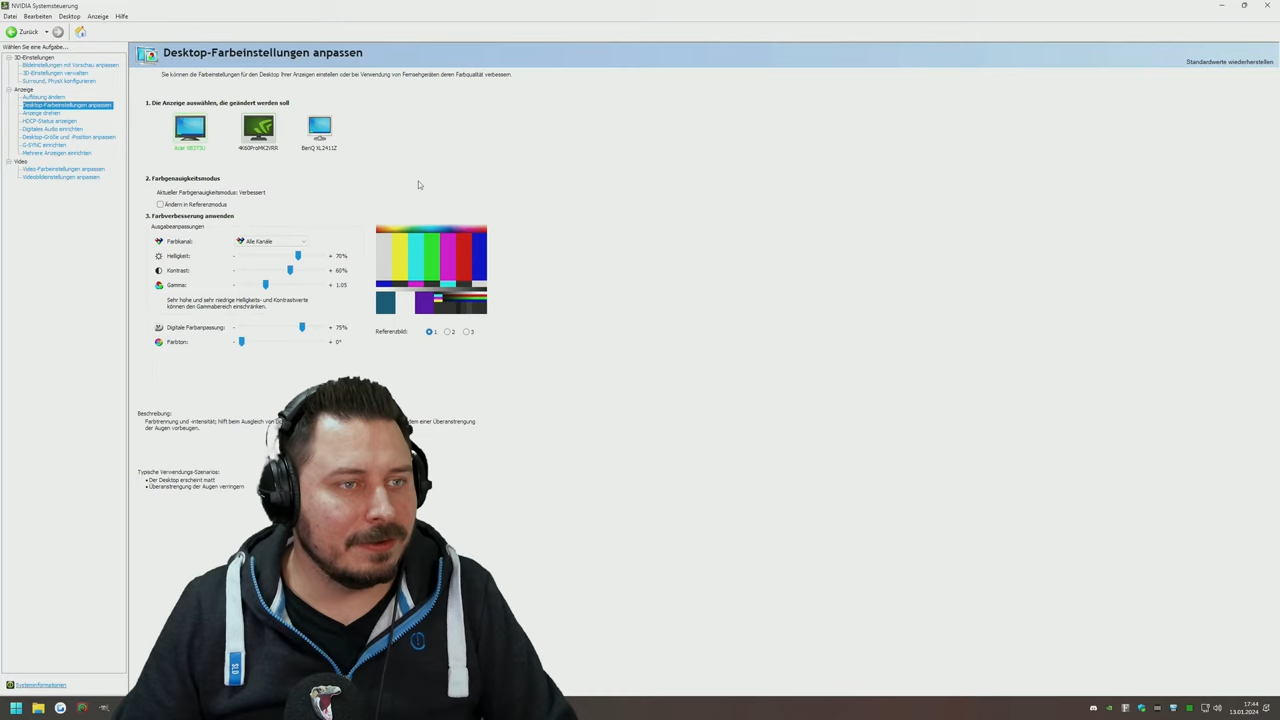 NVIDIA Systemsteuerung
Datei Bearbeiten Desktop Anzeige Hilfe
Zurück
Wählen Sie eine Aufgabe...
3D-Einstellungen
Bildeinstellungen mit Vorschau anpassen
3D-Einstellungen verwalten
Surround, PhysX konfigurieren
Anzeige
Auflösung ändern
Desktop-Farbeinstellungen anpassen
Anzeige drehen
HDCP-Status anzeigen
Digitales Audio einrichten
Desktop-Größe und -Position anpassen
G-SYNC einrichten
Mehrere Anzeigen einrichten
Video
Video-Farbeinstellungen anpassen
Videobildeinstellungen anpassen
Systeminformationen
Desktop-Farbeinstellungen anpassen
Standardwerte wiederherstellen
Sie können die Farbeinstellungen für den Desktop Ihrer Anzeigen einstellen oder bei Verwendung von Fernsehgeräten deren Farbqualität verbessern.
1. Die Anzeige auswählen, die geändert werden soll
Acer XB273U 4K60ProMK2VRR BenQ XL2411Z
2. Farbgenauigkeitsmodus
Aktueller Farbgenauigkeitsmodus: Verbessert
Ändern in Referenzmodus
3. Farbverbesserung anwenden
Ausgabeanpassungen
Farbkanal: Alle Kanäle
Helligkeit: - + 70%
Kontrast: - + 60%
Gamma: - + 1.05
Sehr hohe und sehr niedrige Helligkeits- und Kontrastwerte
können den Gammabereich einschränken.
Digitale Farbanpassung: - + 75%
Farbton: - + 0°
Referenzbild: 1 2 3
Beschreibung:
Farbtrennung und -intensität; hilft beim Ausgleich von einer Überanstrengung
der Augen vorbeugen.
Typische Verwendungs-Szenarios:
• Der Desktop erscheint matt
• Überanstrengung der Augen verringern
17:44
13.01.2024